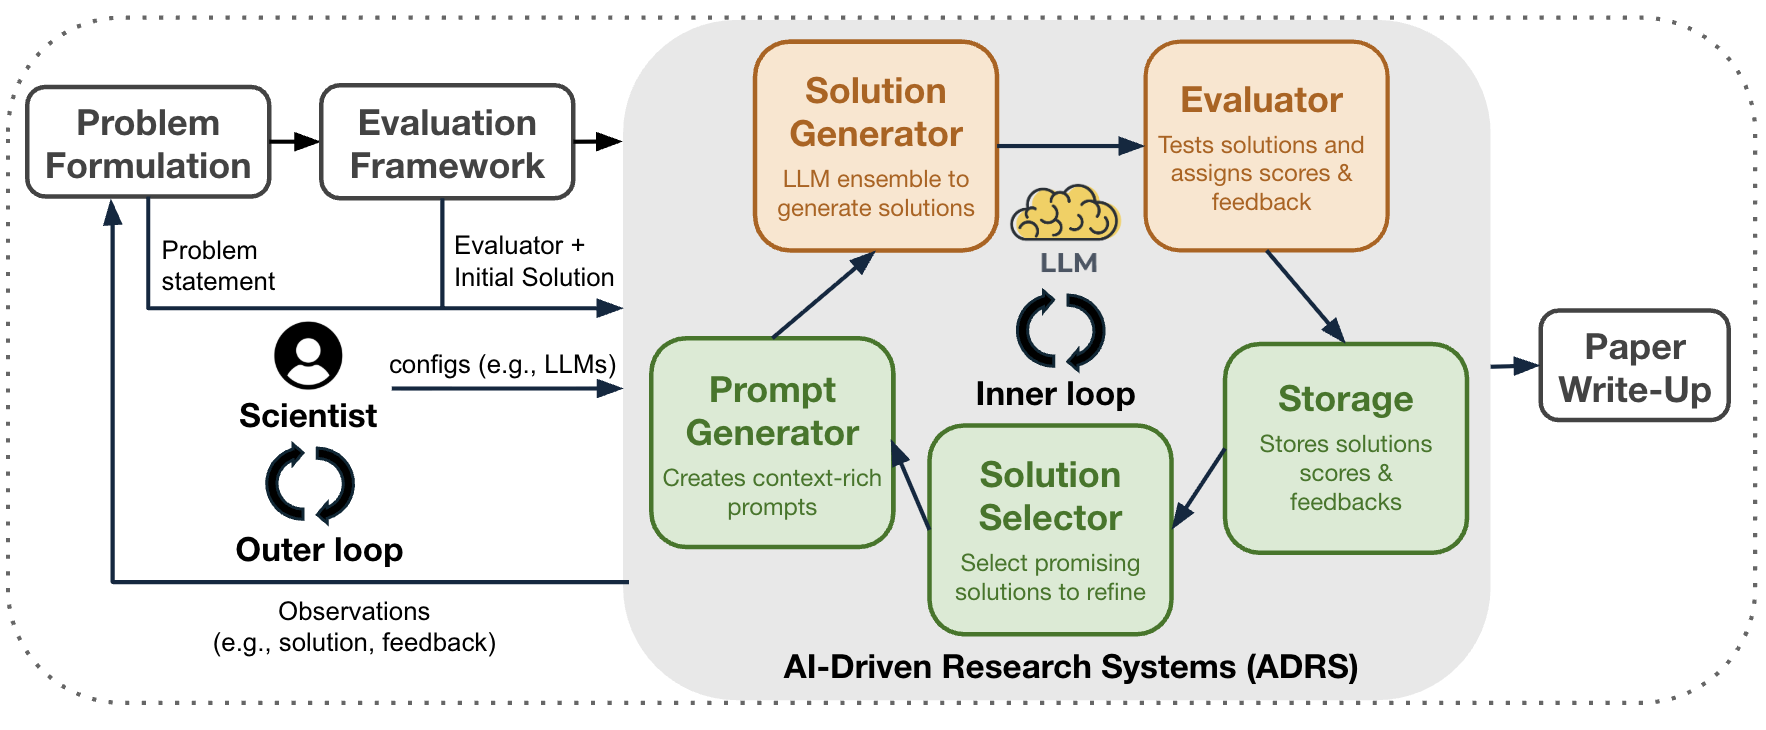 Problem
Formulation
Evaluation
Framework
Problem
statement
Evaluator +
Initial Solution
Scientist
configs (e.g., LLMs)
Outer loop
Observations
(e.g., solution, feedback)
Solution
Generator
LLM ensemble to
generate solutions
Evaluator
Tests solutions and
assigns scores &
feedback
LLM
Inner loop
Prompt
Generator
Creates context-rich
prompts
Solution
Selector
Select promising
solutions to refine
Storage
Stores solutions
scores &
feedbacks
AI-Driven Research Systems (ADRS)
Paper
Write-Up